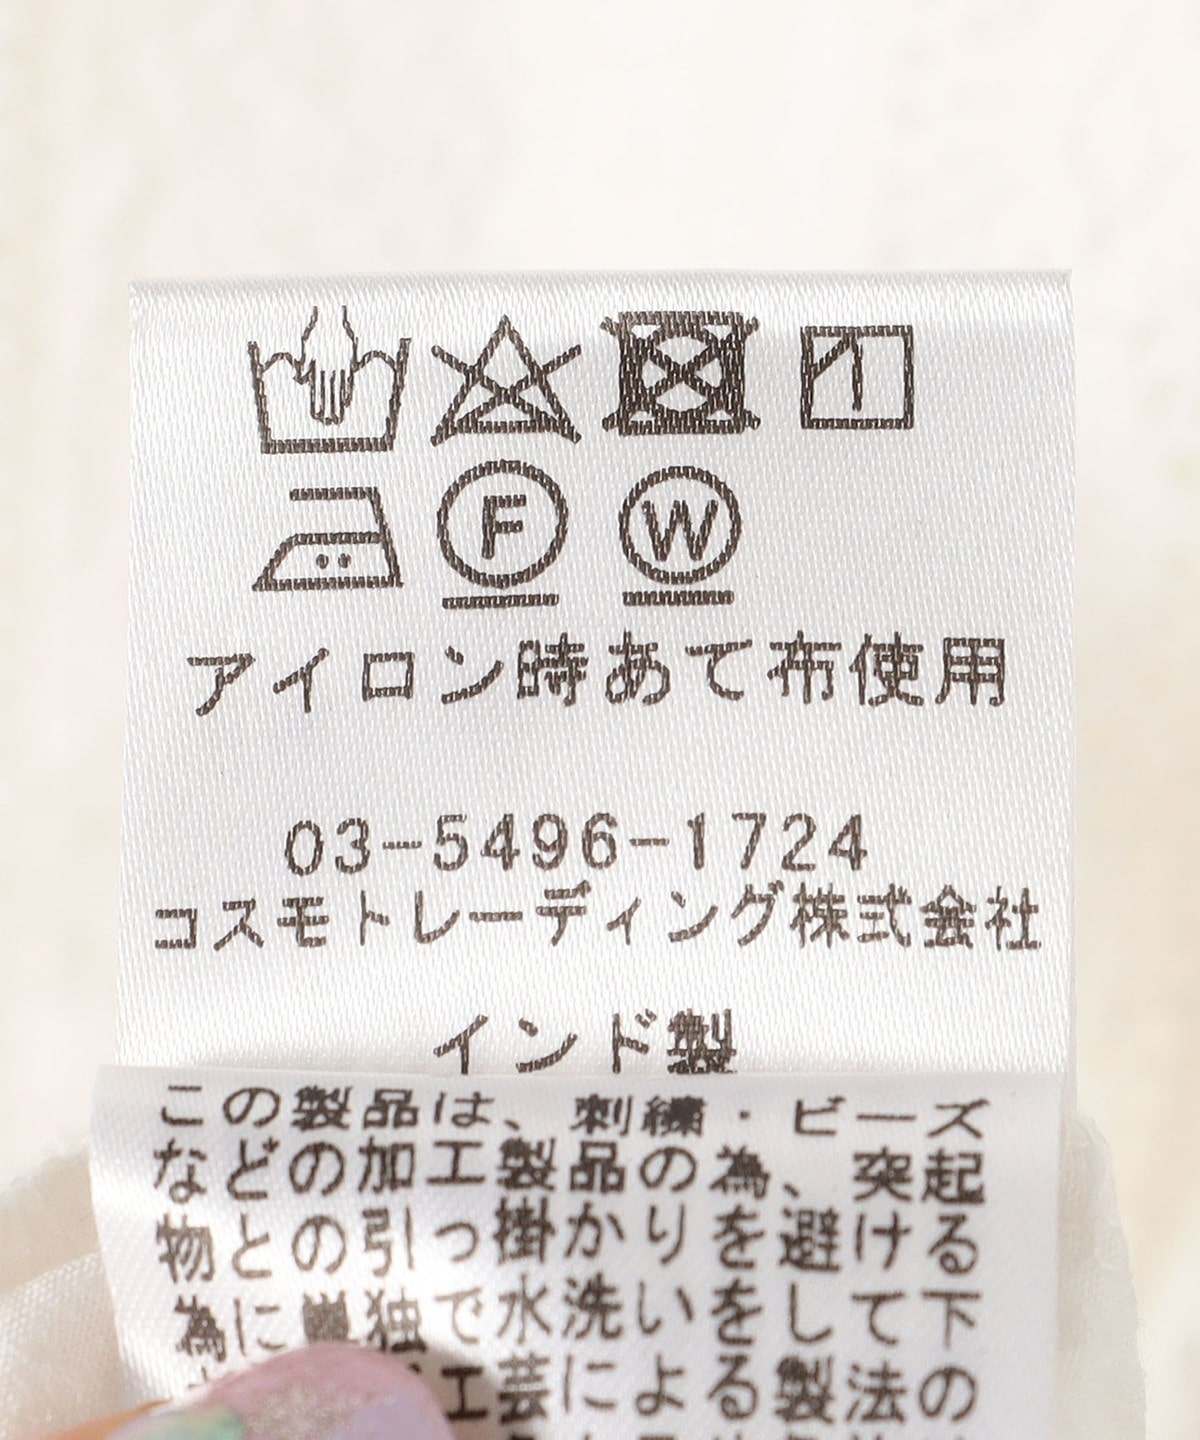 F W
アイロン時あて布使用
03-5496-1724
コスモトレーディング株式会社
インド製
この製品は、刺繍・ビーズ
などの加工製品の為、突起
物との引っ掛かりを避ける
為に単独で水洗いをして下
工芸による製法の